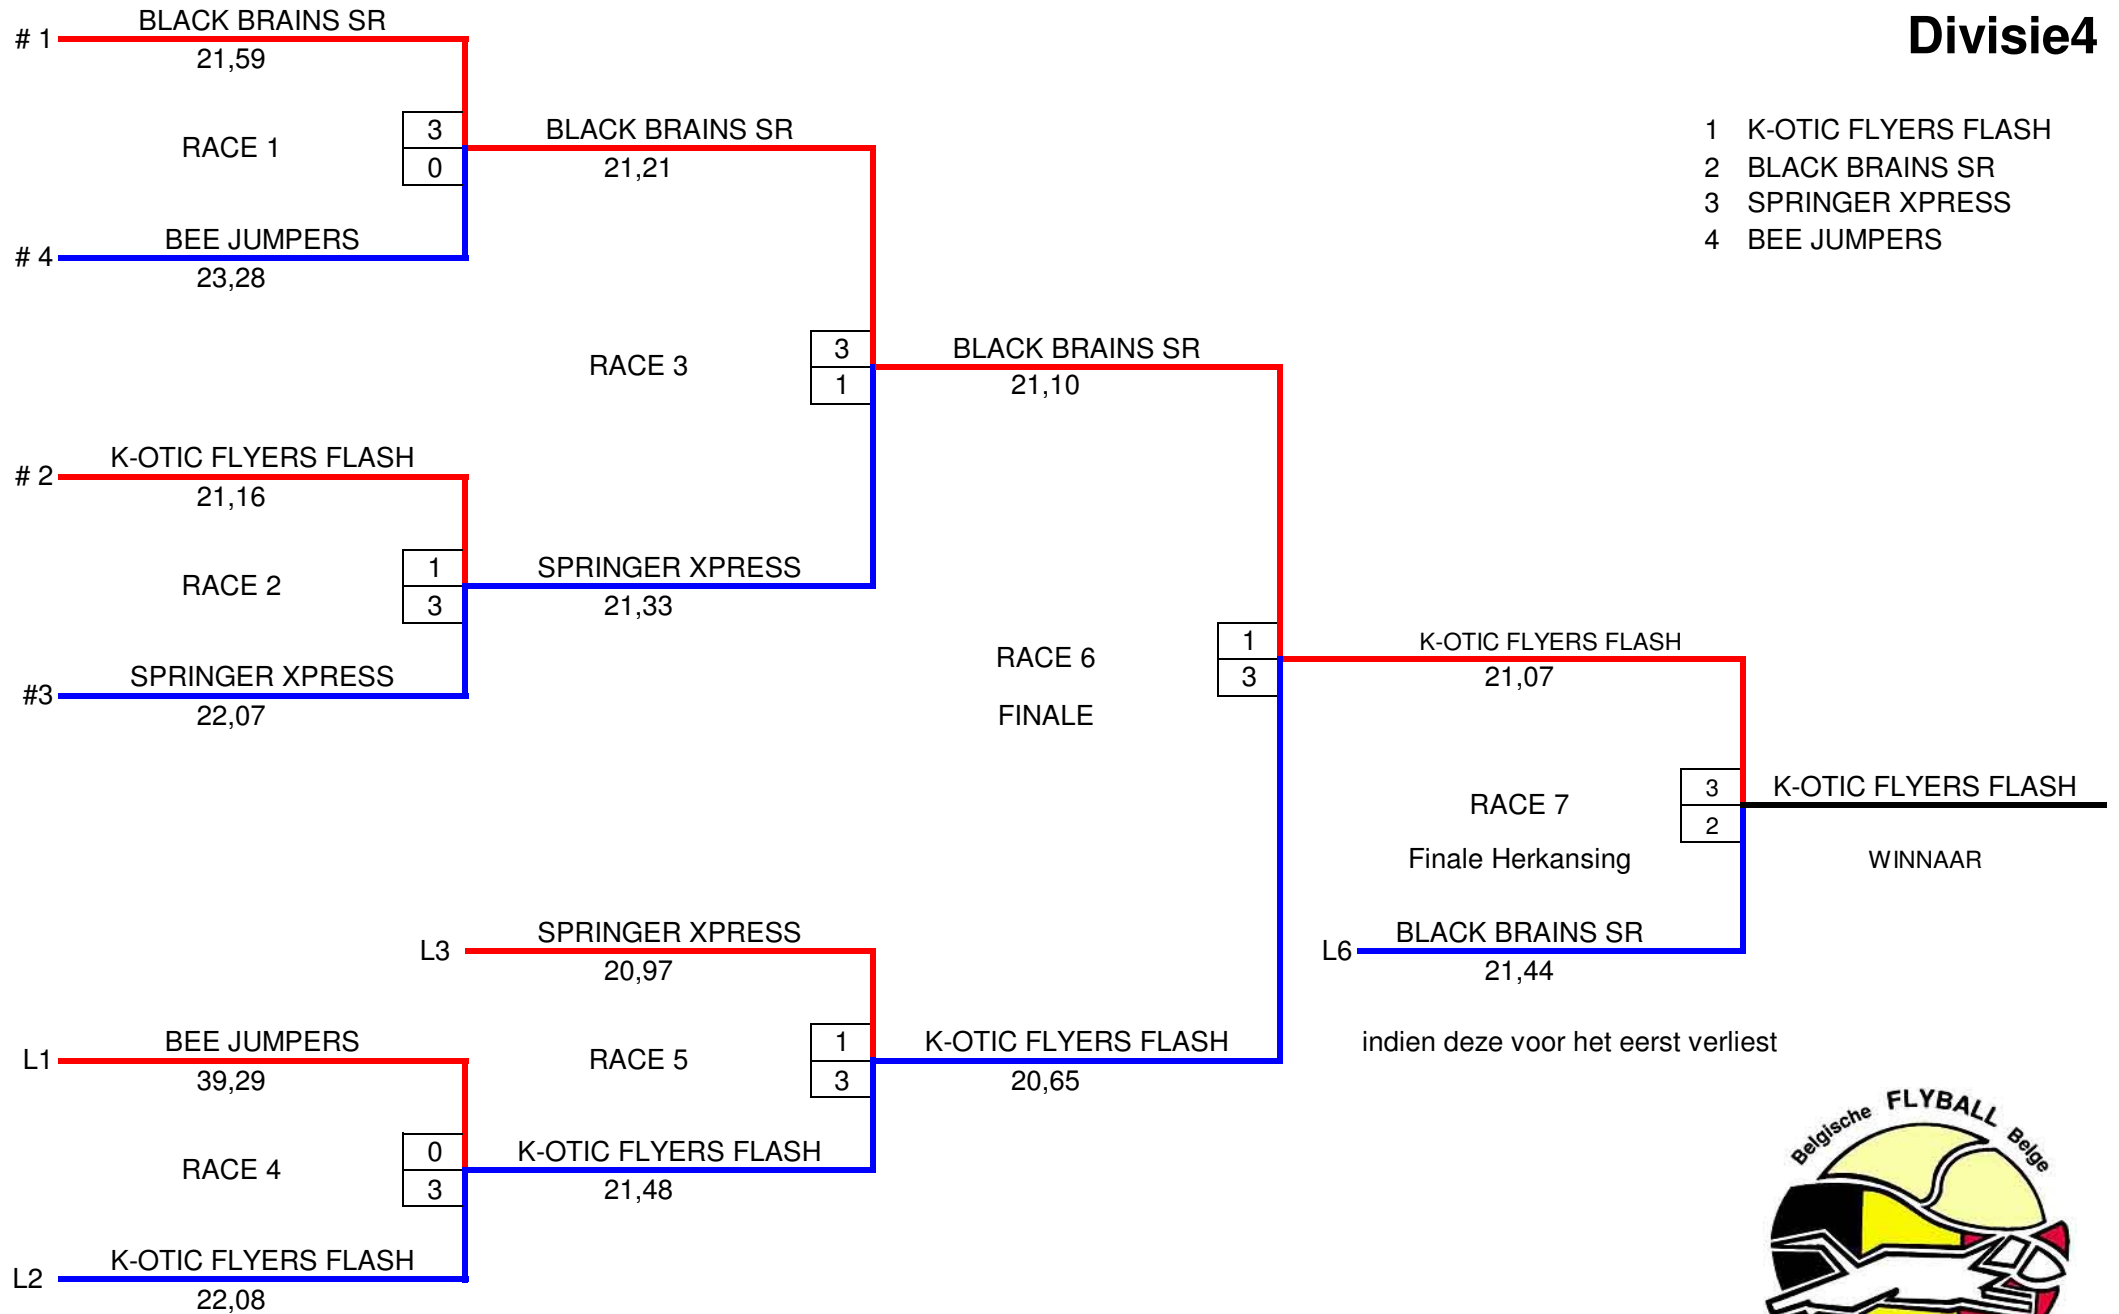 Divisie4
BLACK BRAINS SR
# 1
21,59
RACE 1
3
0
BEE JUMPERS
# 4
23,28
BLACK BRAINS SR
21,21
1 K-OTIC FLYERS FLASH
2 BLACK BRAINS SR
3 SPRINGER XPRESS
4 BEE JUMPERS
RACE 3
3
1
BLACK BRAINS SR
21,10
K-OTIC FLYERS FLASH
# 2
21,16
RACE 2
1
3
SPRINGER XPRESS
21,33
SPRINGER XPRESS
#3
22,07
RACE 6
FINALE
1
3
K-OTIC FLYERS FLASH
21,07
RACE 7
Finale Herkansing
3
2
K-OTIC FLYERS FLASH
WINNAAR
L3
SPRINGER XPRESS
20,97
L6
BLACK BRAINS SR
21,44
BEE JUMPERS
L1
39,29
RACE 5
1
3
K-OTIC FLYERS FLASH
20,65
indien deze voor het eerst verliest
RACE 4
0
3
K-OTIC FLYERS FLASH
21,48
K-OTIC FLYERS FLASH
L2
22,08
Belgische FLYBALL Belge